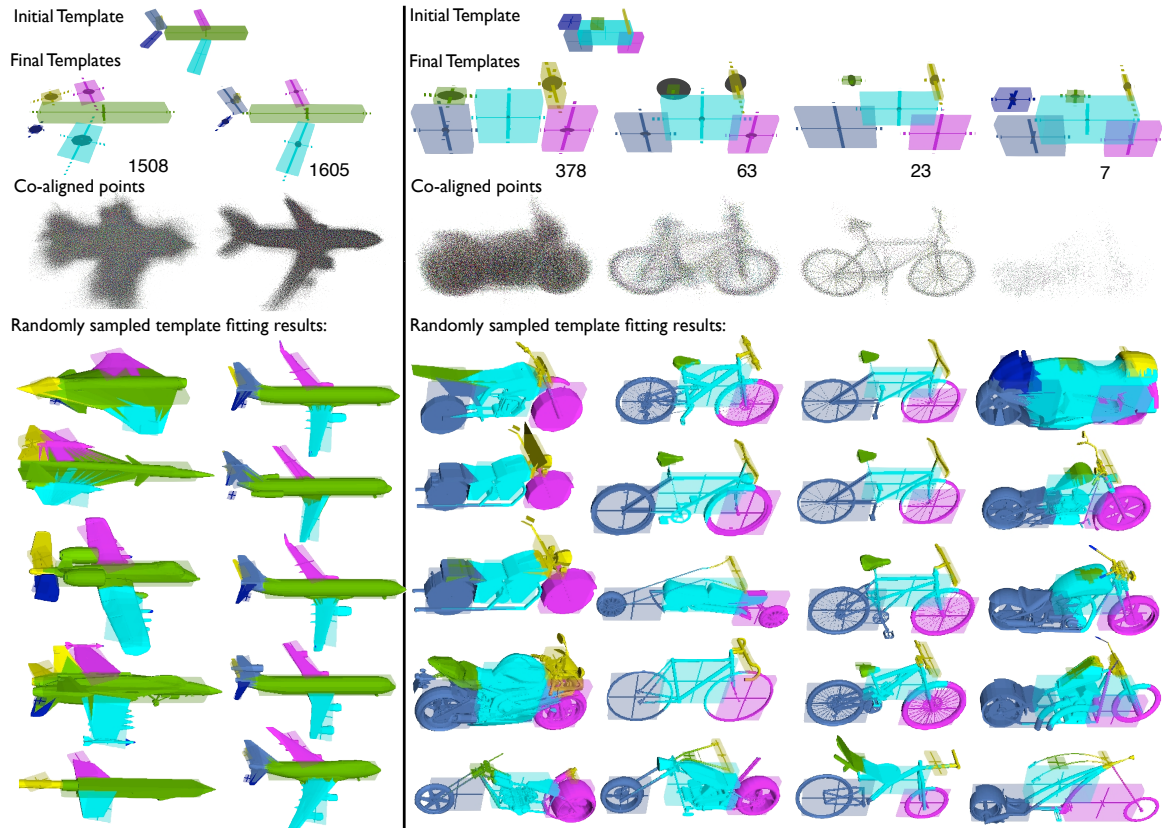 Initial Template
Final Templates
1508
1605
Co-aligned points
Randomly sampled template fitting results:
Initial Template
Final Templates
378
63
23
7
Co-aligned points
Randomly sampled template fitting results: